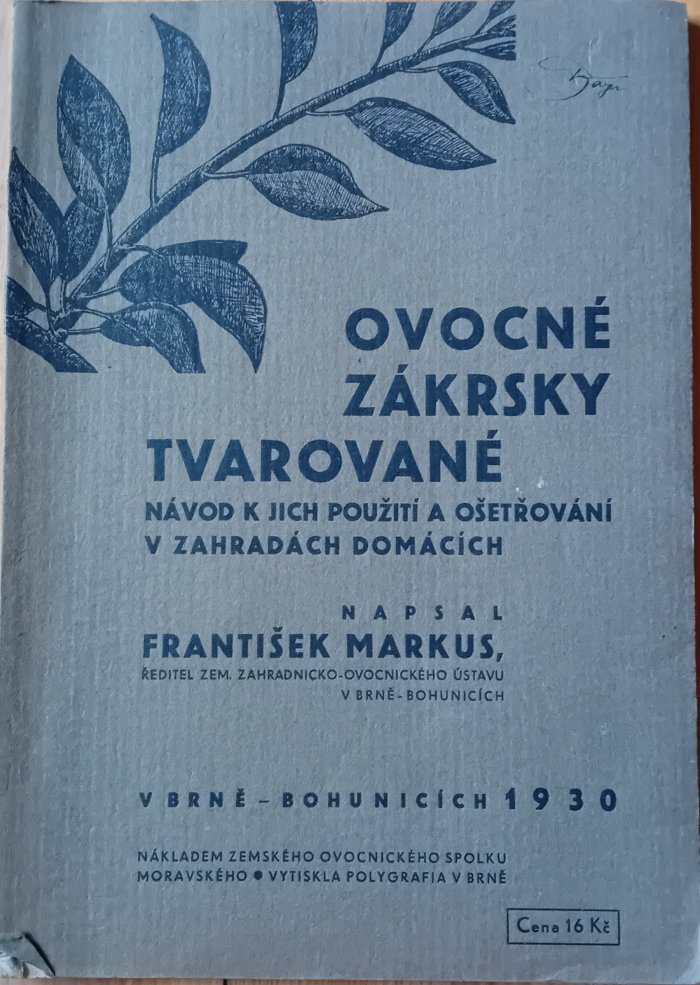 OVOCNÉ
ZÁKRSKY
TVAROVANÉ
NÁVOD K JICH POUŽITÍ A OŠETŘOVÁNÍ
V ZAHRADÁCH DOMÁCÍCH
NAPSAL
FRANTIŠEK MARKUS,
ŘEDITEL ZEM. ZAHRADNICKO-OVOCNICKÉHO ÚSTAVU
V BRNĚ-BOHUNICÍCH
V BRNĚ – BOHUNICÍCH 1930
NÁKLADEM ZEMSKÉHO OVOCNICKÉHO SPOLKU
MORAVSKÉHO ● VYTISKLA POLYGRAFIA V BRNĚ
Cena 16 Kč